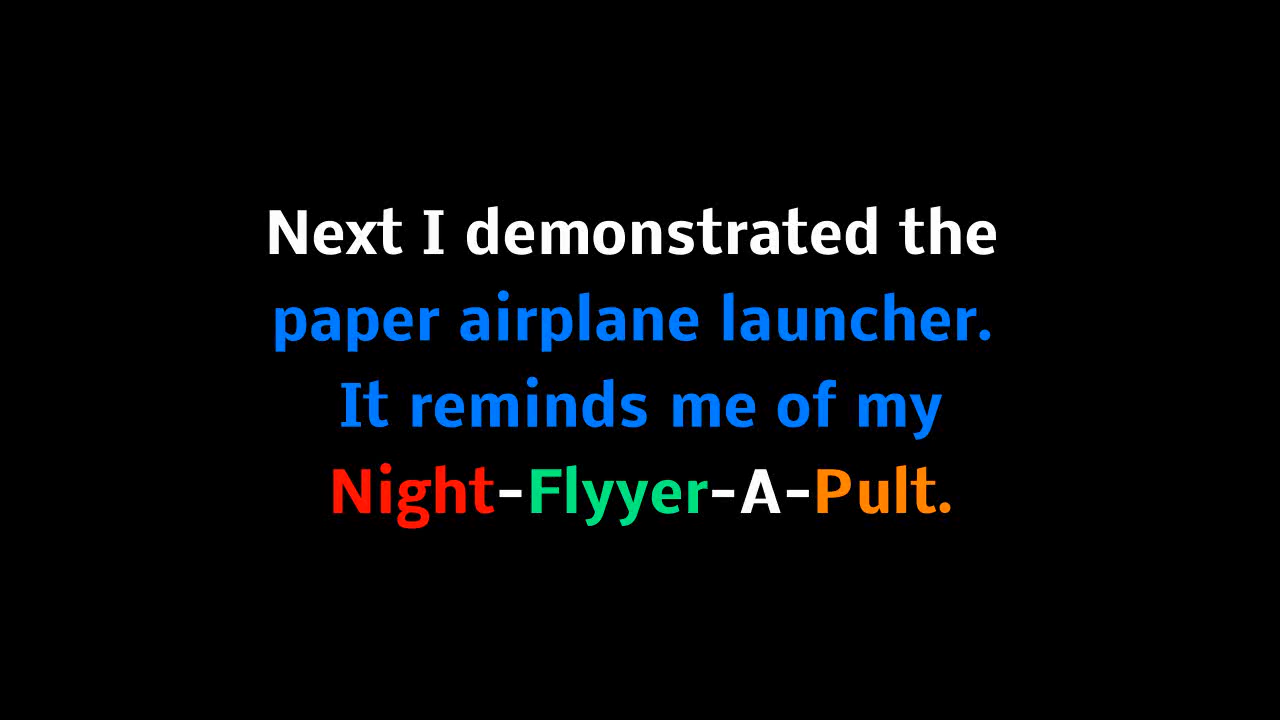 Next I demonstrated the
paper airplane launcher.
It reminds me of my
Night-Flyyer-A-Pult.